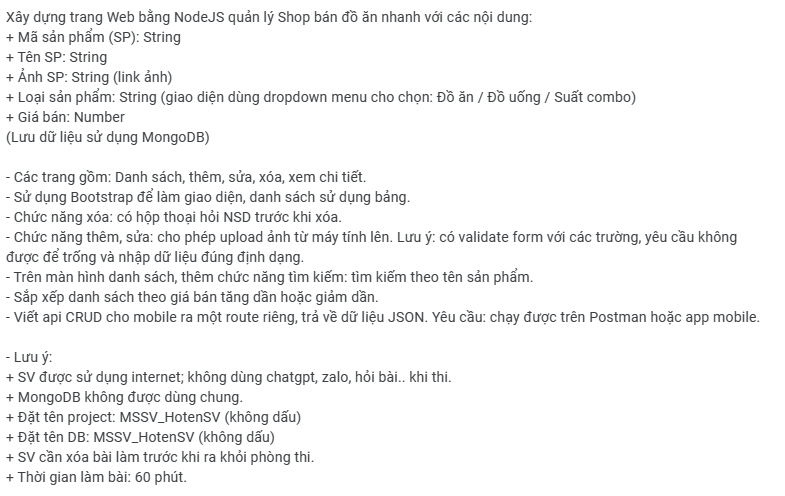 Xây dựng trang Web bằng NodeJS quản lý Shop bán đồ ăn nhanh với các nội dung:
+ Mã sản phẩm (SP): String
+ Tên SP: String
+ Ảnh SP: String (link ảnh)
+ Loại sản phẩm: String (giao diện dùng dropdown menu cho chọn: Đồ ăn / Đồ uống / Suất combo)
+ Giá bán: Number
(Lưu dữ liệu sử dụng MongoDB)
- Các trang gồm: Danh sách, thêm, sửa, xóa, xem chi tiết.
- Sử dụng Bootstrap để làm giao diện, danh sách sử dụng bảng.
- Chức năng xóa: có hộp thoại hỏi NSD trước khi xóa.
- Chức năng thêm, sửa: cho phép upload ảnh từ máy tính lên. Lưu ý: có validate form với các trường, yêu cầu không
được để trống và nhập dữ liệu đúng định dạng.
- Trên màn hình danh sách, thêm chức năng tìm kiếm: tìm kiếm theo tên sản phẩm.
- Sắp xếp danh sách theo giá bán tăng dần hoặc giảm dần.
- Viết api CRUD cho mobile ra một route riêng, trả về dữ liệu JSON. Yêu cầu: chạy được trên Postman hoặc app mobile.
- Lưu ý:
+ SV được sử dụng internet; không dùng chatgpt, zalo, hỏi bài.. khi thi.
+ MongoDB không được dùng chung.
+ Đặt tên project: MSSV_HotenSV (không dấu)
+ Đặt tên DB: MSSV_HotenSV (không dấu)
+ SV cần xóa bài làm trước khi ra khỏi phòng thi.
+ Thời gian làm bài: 60 phút.